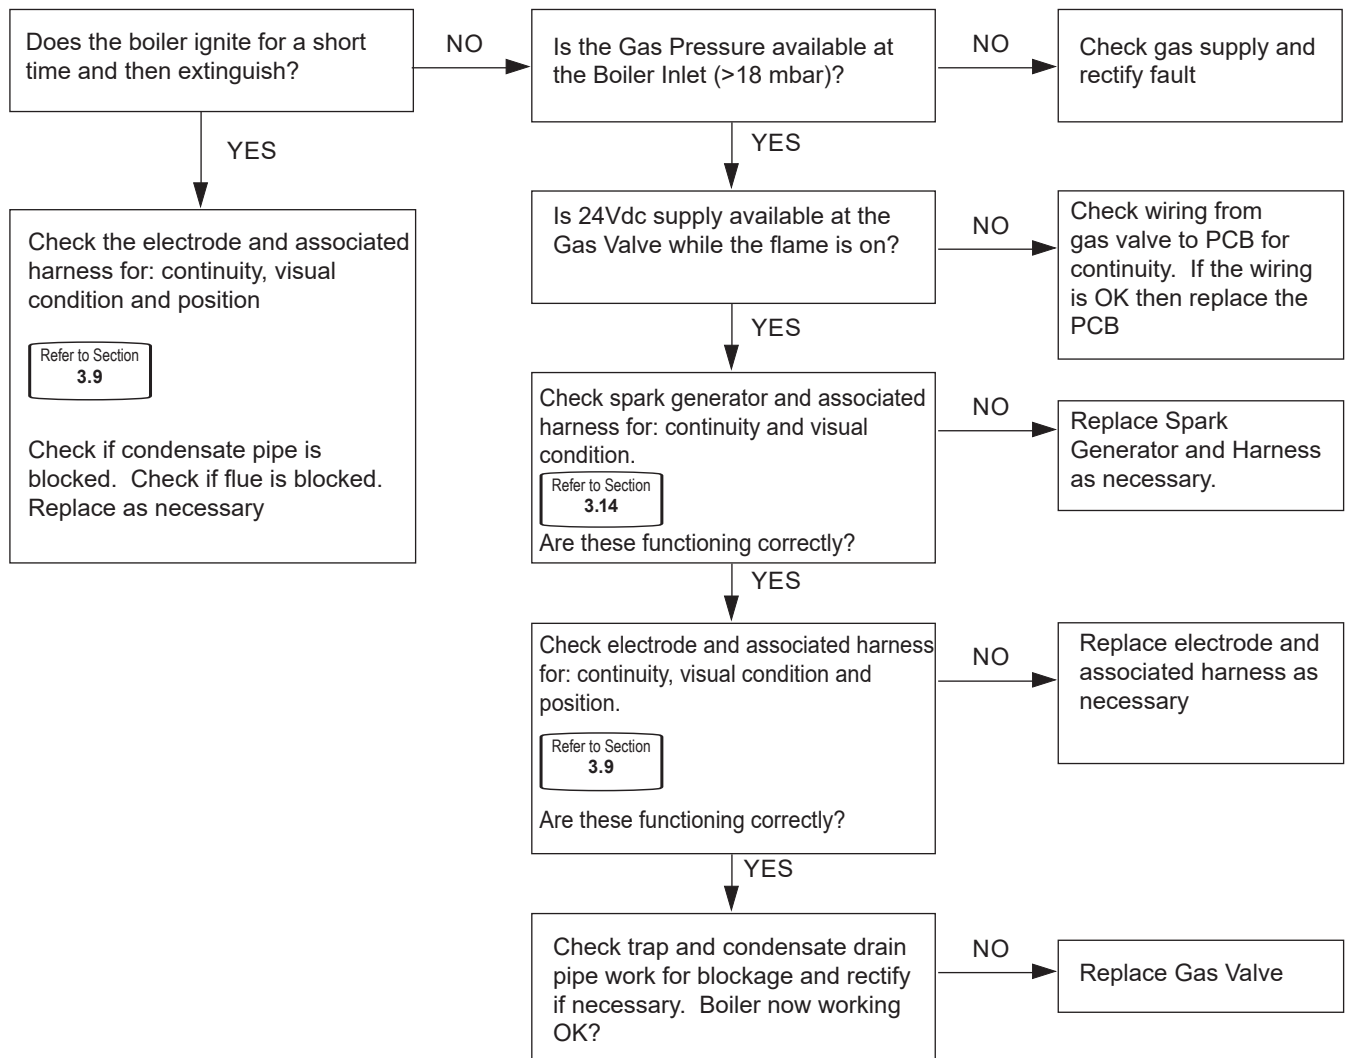 Does the boiler ignite for a short
time and then extinguish?
NO
Is the Gas Pressure available at
the Boiler Inlet (>18 mbar)?
NO
Check gas supply and
rectify fault
YES
YES
Check the electrode and associated
harness for: continuity, visual
condition and position
Refer to Section
3.9
Check if condensate pipe is
blocked.  Check if flue is blocked.
Replace as necessary
Is 24Vdc supply available at the
Gas Valve while the flame is on?
NO
Check wiring from
gas valve to PCB for
continuity.  If the wiring
is OK then replace the
PCB
YES
Check spark generator and associated
harness for: continuity and visual
condition.
Refer to Section
3.14
Are these functioning correctly?
NO
Replace Spark
Generator and Harness
as necessary.
YES
Check electrode and associated harness
for: continuity, visual condition and
position.
Refer to Section
3.9
Are these functioning correctly?
NO
Replace electrode and
associated harness as
necessary
YES
Check trap and condensate drain
pipe work for blockage and rectify
if necessary.  Boiler now working
OK?
NO
Replace Gas Valve